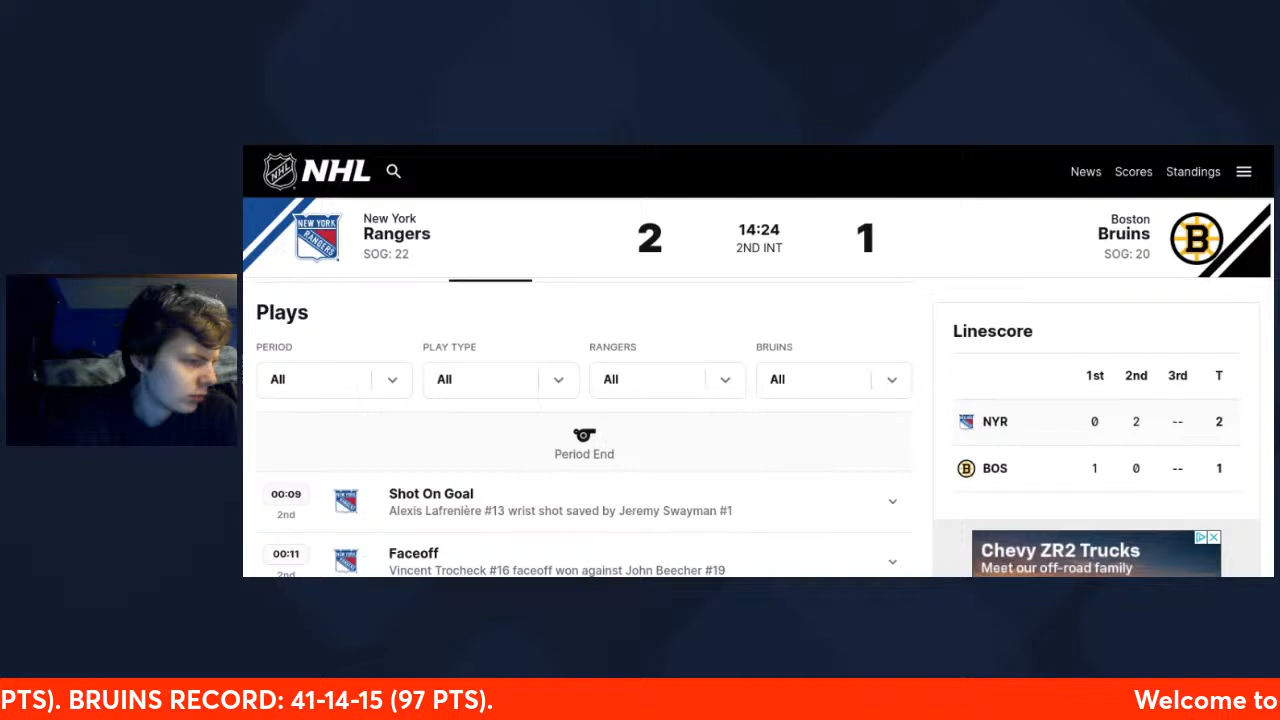 NHL
News Scores Standings
New York
Rangers
SOG: 22
2
14:24
2ND INT
1
Boston
Bruins
SOG: 20
Plays
PERIOD PLAY TYPE RANGERS BRUINS
All All All All
Period End
00:09
2nd
Shot On Goal
Alexis Lafrenière #13 wrist shot saved by Jeremy Swayman #1
00:11
2nd
Faceoff
Vincent Trocheck #16 faceoff won against John Beecher #19
Linescore
1st 2nd 3rd T
NYR 0 2 -- 2
BOS 1 0 -- 1
Chevy ZR2 Trucks
Meet our off-road family
PTS). BRUINS RECORD: 41-14-15 (97 PTS). Welcome to